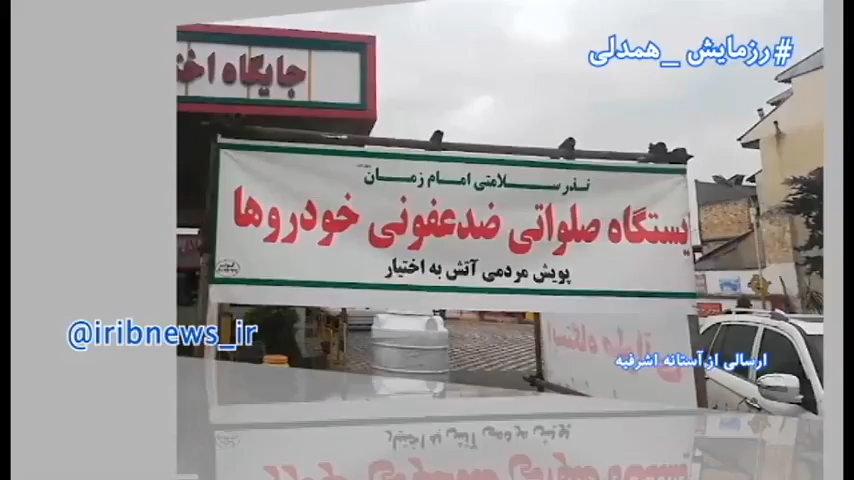 #رزمایش_همدلی
جایگاه
نذر سلامتی امام زمان
ایستگاه صلواتی ضدعفونی خودروها
پویش مردمی آتش به اختیار
@iribnews_ir
ارسالی از آستانه اشرفیه